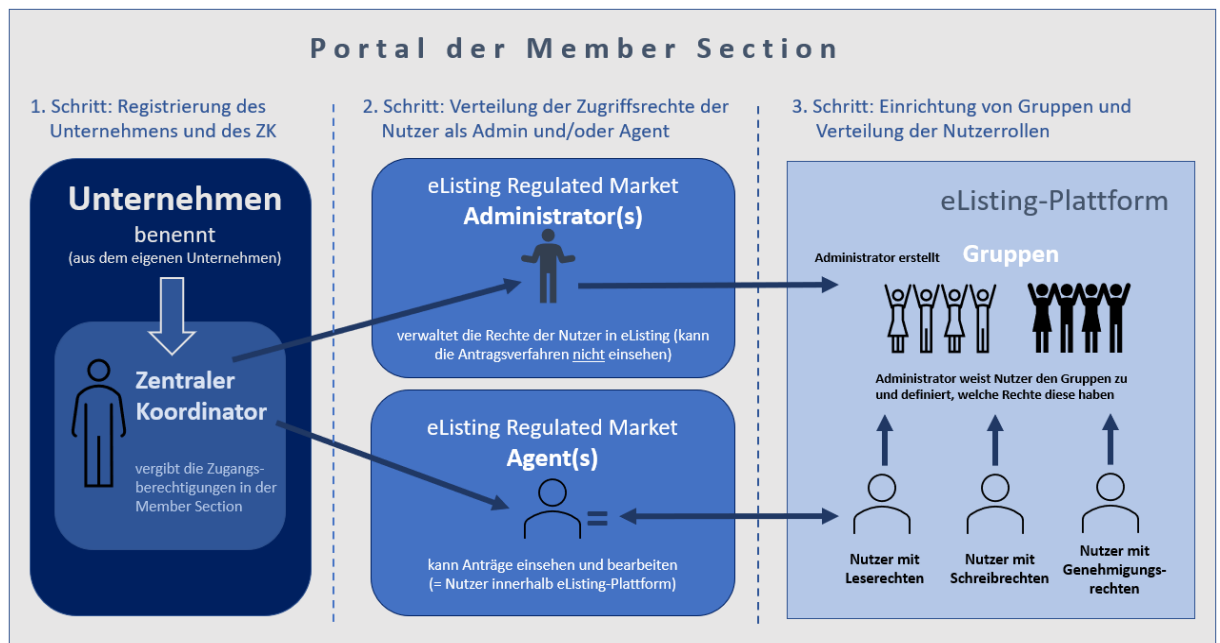 Portal der Member Section
1. Schritt: Registrierung des
Unternehmens und des ZK
Unternehmen
benennt
(aus dem eigenen Unternehmen)
Zentraler
Koordinator
vergibt die Zugangs-
berechtigungen in der
Member Section
2. Schritt: Verteilung der Zugriffsrechte der
Nutzer als Admin und/oder Agent
eListing Regulated Market
Administrator(s)
verwaltet die Rechte der Nutzer in eListing (kann
die Antragsverfahren nicht einsehen)
eListing Regulated Market
Agent(s)
=
kann Anträge einsehen und bearbeiten
(= Nutzer innerhalb eListing-Plattform)
3. Schritt: Einrichtung von Gruppen und
Verteilung der Nutzerrollen
eListing-Plattform
Administrator erstellt Gruppen
Administrator weist Nutzer den Gruppen zu
und definiert, welche Rechte diese haben
Nutzer mit
Leserechten
Nutzer mit
Schreibrechten
Nutzer mit
Genehmigungs-
rechten